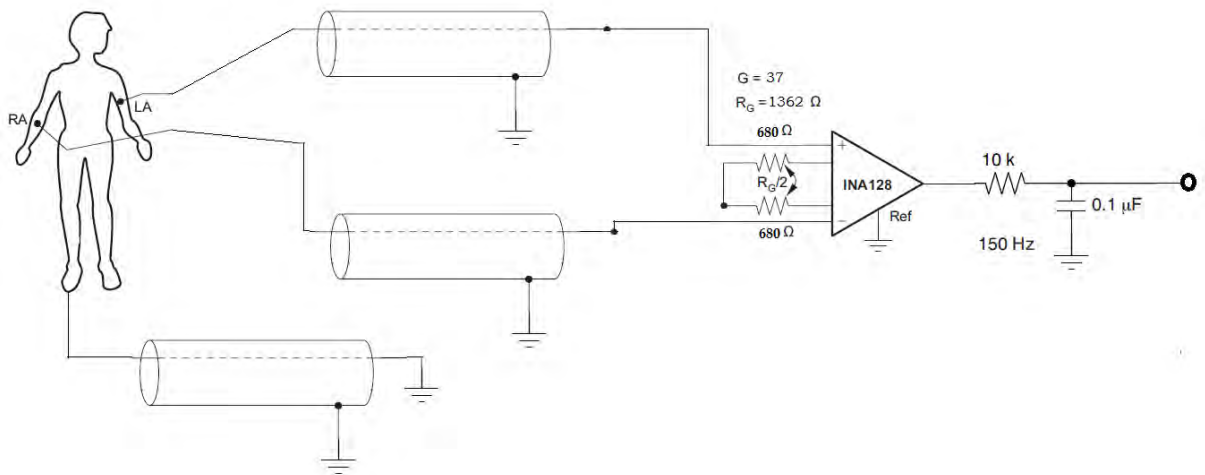 LA
RA
G = 37
R_G =1362 Ω
680 Ω
R_G/2
680 Ω
+
INA128
−
Ref
10 k
0.1 μF
150 Hz